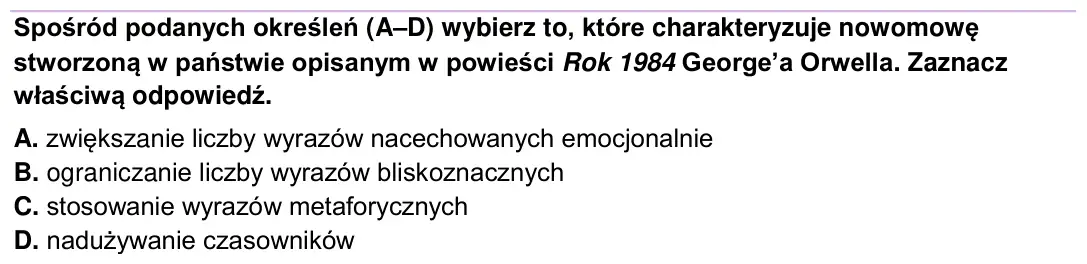 Spośród podanych określeń (A–D) wybierz to, które charakteryzuje nowomowę
stworzoną w państwie opisanym w powieści Rok 1984 George’a Orwella. Zaznacz
właściwą odpowiedź.
A. zwiększanie liczby wyrazów nacechowanych emocjonalnie
B. ograniczanie liczby wyrazów bliskoznacznych
C. stosowanie wyrazów metaforycznych
D. nadużywanie czasowników